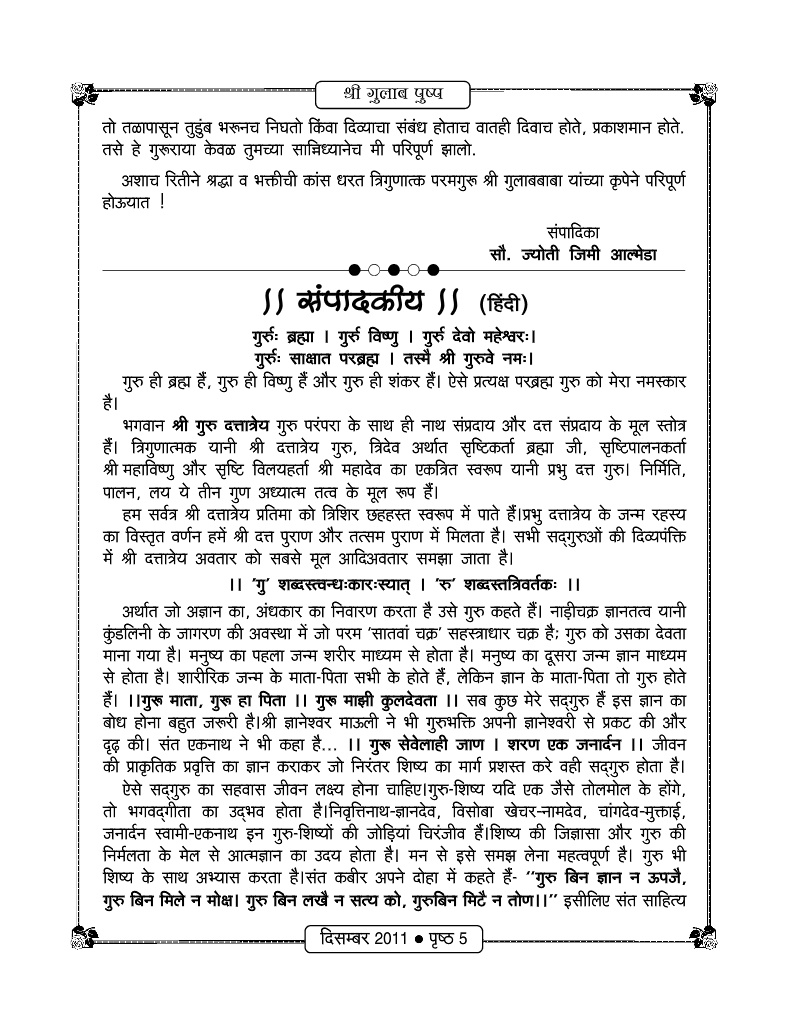 श्री गुलाब पुष्प
तो तळापासून तुडुंब भरूनच निघतो किंवा दिव्याचा संबंध होताच वातही दिवाच होते, प्रकाशमान होते.
तसे हे गुरूराया केवळ तुमच्या सान्निध्यानेच मी परिपूर्ण झालो.
अशाच रितीने श्रद्धा व भक्तीची कांस धरत त्रिगुणात्क परमगुरू श्री गुलाबबाबा यांच्या कृपेने परिपूर्ण
होऊयात !
संपादिका
सौ. ज्योती जिमी आल्मेडा
।। संपादकीय ।। (हिंदी)
गुर्रुः ब्रह्मा । गुर्रु विष्णु । गुर्रु देवो महेश्वरः।
गुर्रुः साक्षात परब्रह्म । तस्मै श्री गुरुवे नमः।
गुरु ही ब्रह्म हैं, गुरु ही विष्णु हैं और गुरु ही शंकर हैं। ऐसे प्रत्यक्ष परब्रह्म गुरु को मेरा नमस्कार
है।
भगवान श्री गुरु दत्तात्रेय गुरु परंपरा के साथ ही नाथ संप्रदाय और दत्त संप्रदाय के मूल स्तोत्र
हैं। त्रिगुणात्मक यानी श्री दत्तात्रेय गुरु, त्रिदेव अर्थात सृष्टिकर्ता ब्रह्मा जी, सृष्टिपालनकर्ता
श्री महाविष्णु और सृष्टि विलयहर्ता श्री महादेव का एकत्रित स्वरूप यानी प्रभु दत्त गुरु। निर्मिति,
पालन, लय ये तीन गुण अध्यात्म तत्व के मूल रूप हैं।
हम सर्वत्र श्री दत्तात्रेय प्रतिमा को त्रिशिर छहहस्त स्वरूप में पाते हैं।प्रभु दत्तात्रेय के जन्म रहस्य
का विस्तृत वर्णन हमें श्री दत्त पुराण और तत्सम पुराण में मिलता है। सभी सद्‌गुरुओं की दिव्यपंक्ति
में श्री दत्तात्रेय अवतार को सबसे मूल आदिअवतार समझा जाता है।
।। ‘गु’ शब्दस्त्वन्धःकारःस्यात् । ‘रु’ शब्दस्तत्रिवर्तकः ।।
अर्थात जो अज्ञान का, अंधकार का निवारण करता है उसे गुरु कहते हैं। नाड़ीचक्र ज्ञानतत्व यानी
कुंडलिनी के जागरण की अवस्था में जो परम ‘सातवां चक्र’ सहस्त्राधार चक्र है; गुरु को उसका देवता
माना गया है। मनुष्य का पहला जन्म शरीर माध्यम से होता है। मनुष्य का दूसरा जन्म ज्ञान माध्यम
से होता है। शारीरिक जन्म के माता-पिता सभी के होते हैं, लेकिन ज्ञान के माता-पिता तो गुरु होते
हैं। ।।गुरू माता, गुरू हा पिता ।। गुरू माझी कुलदेवता ।। सब कुछ मेरे सद्‌गुरु हैं इस ज्ञान का
बोध होना बहुत जरूरी है।श्री ज्ञानेश्वर माऊली ने भी गुरुभक्ति अपनी ज्ञानेश्वरी से प्रकट की और
दृढ़ की। संत एकनाथ ने भी कहा है... ।। गुरू सेवेलाही जाण । शरण एक जनार्दन ।। जीवन
की प्राकृतिक प्रवृत्ति का ज्ञान कराकर जो निरंतर शिष्य का मार्ग प्रशस्त करे वही सद्‌गुरु होता है।
ऐसे सद्‌गुरु का सहवास जीवन लक्ष्य होना चाहिए।गुरु-शिष्य यदि एक जैसे तोलमोल के होंगे,
तो भगवद्‌गीता का उद्‌भव होता है।निवृत्तिनाथ-ज्ञानदेव, विसोबा खेचर-नामदेव, चांगदेव-मुक्ताई,
जनार्दन स्वामी-एकनाथ इन गुरु-शिष्यों की जोड़ियां चिरंजीव हैं।शिष्य की जिज्ञासा और गुरु की
निर्मलता के मेल से आत्मज्ञान का उदय होता है। मन से इसे समझ लेना महत्वपूर्ण है। गुरु भी
शिष्य के साथ अभ्यास करता है।संत कबीर अपने दोहा में कहते हैं- ‘‘गुरु बिन ज्ञान न ऊपजै,
गुरु बिन मिले न मोक्ष। गुरु बिन लखै न सत्य को, गुरुबिन मिटै न तोण।।’’ इसीलिए संत साहित्य
दिसम्बर 2011 ● पृष्ठ 5